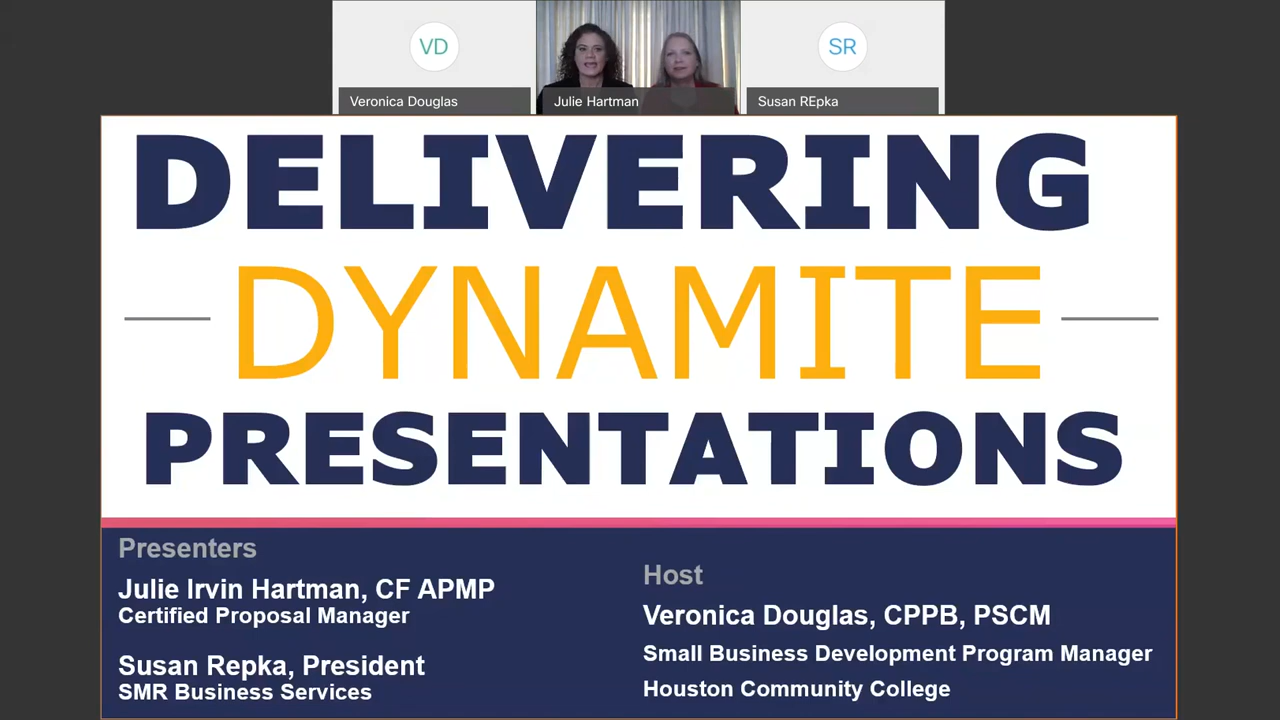 VD
SR
Veronica Douglas
Julie Hartman
Susan REpka
DELIVERING
DYNAMITE
PRESENTATIONS
Presenters
Julie Irvin Hartman, CF APMP
Certified Proposal Manager
Susan Repka, President
SMR Business Services
Host
Veronica Douglas, CPPB, PSCM
Small Business Development Program Manager
Houston Community College